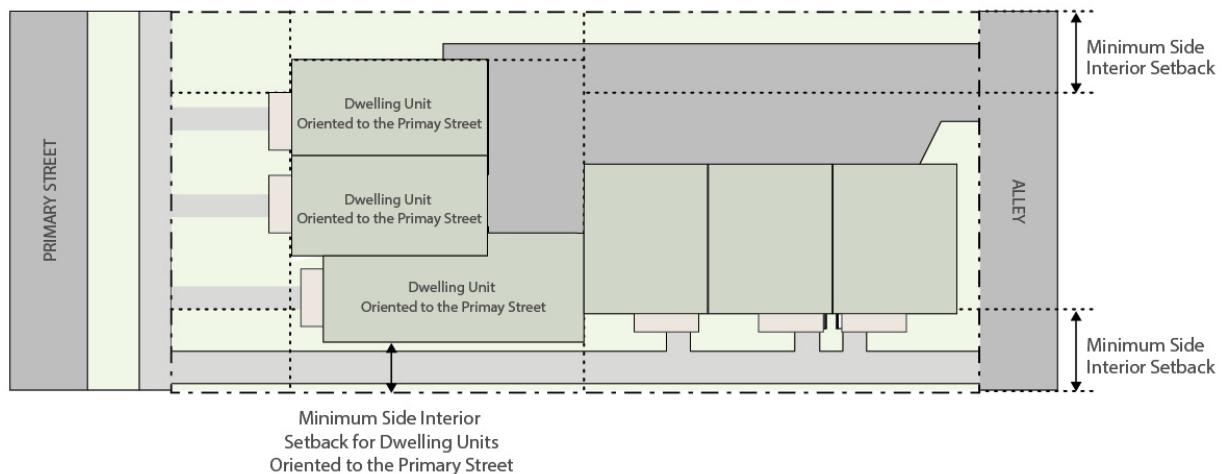 Minimum Side
Interior Setback
PRIMARY STREET
Dwelling Unit
Oriented to the Primay Street
Dwelling Unit
Oriented to the Primay Street
Dwelling Unit
Oriented to the Primay Street
ALLEY
Minimum Side
Interior Setback
Minimum Side Interior
Setback for Dwelling Units
Oriented to the Primary Street